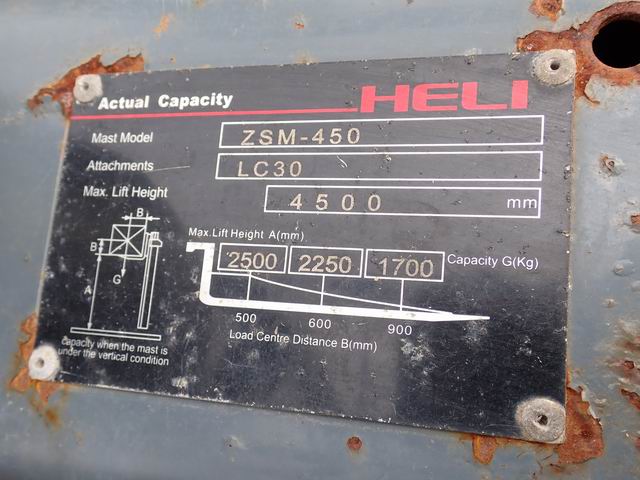 Actual Capacity HELI
Mast Model ZSM-450
Attachments LC30
Max. Lift Height 4500 mm
Max. Lift Height A(mm)
2500 2250 1700 Capacity G(Kg)
500 600 900
Load Centre Distance B(mm)
B
B
G
A
capacity when the mast is
under the vertical condition